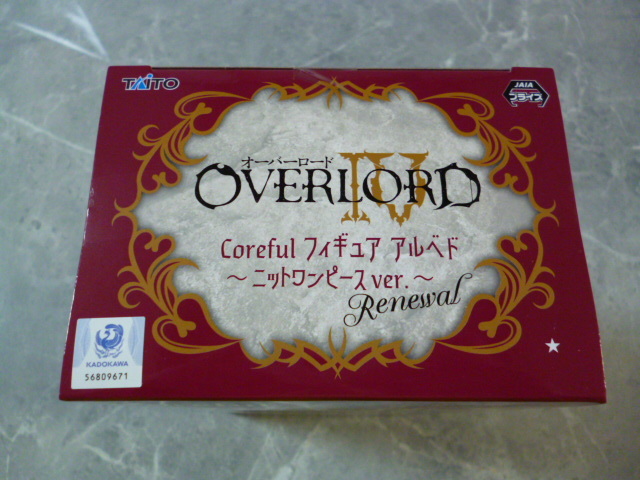 TAITO
JAIA
プライズ
オーバーロード
OVERLORD IV
Coreful フィギュア アルベド
～ニットワンピースver.～
Renewal
KADOKAWA
56809671